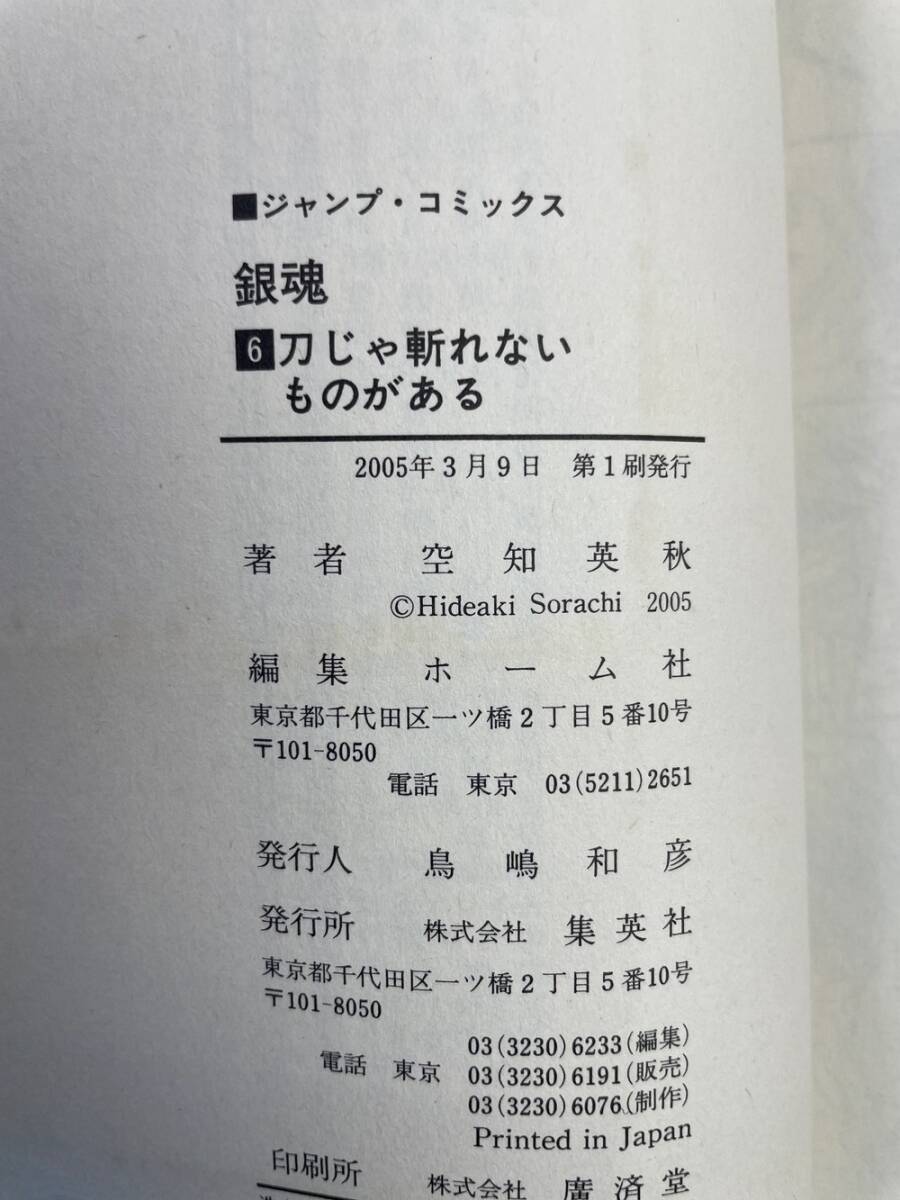 ■ジャンプ・コミックス
銀魂
6 刀じゃ斬れない
ものがある
2005年3月9日 第1刷発行
著者 空知英秋
©Hideaki Sorachi 2005
編集 ホーム社
東京都千代田区一ツ橋2丁目5番10号
〒101-8050
電話 東京 03(5211)2651
発行人 鳥嶋和彦
発行所 株式会社 集英社
東京都千代田区一ツ橋2丁目5番10号
〒101-8050
03(3230)6233(編集)
電話 東京 03(3230)6191(販売)
03(3230)6076(制作)
Printed in Japan
印刷所 株式会社 廣済堂